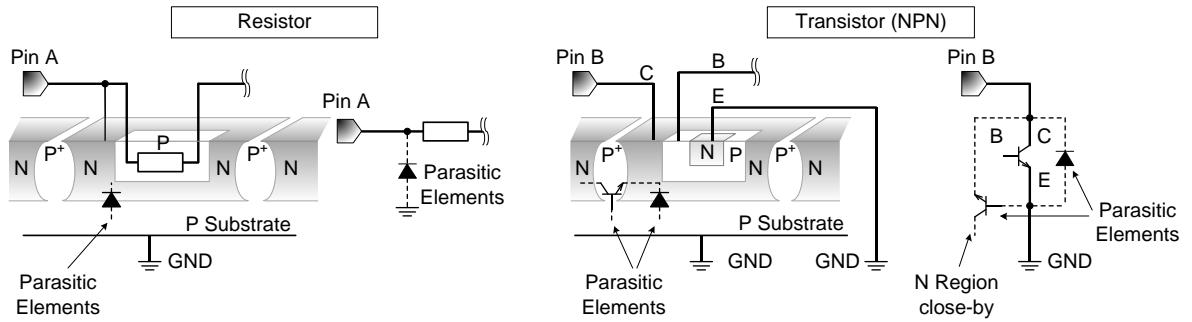 Resistor
Transistor (NPN)
Pin A
Pin B
Pin B
C
B
E
Pin A
N
P+
N
P
P+
N
Parasitic
Elements
P Substrate
GND
Parasitic
Elements
N
P+
N
N
P
P+
N
P Substrate
GND
GND
Parasitic
Elements
B
C
E
Parasitic
Elements
N Region
close-by
GND